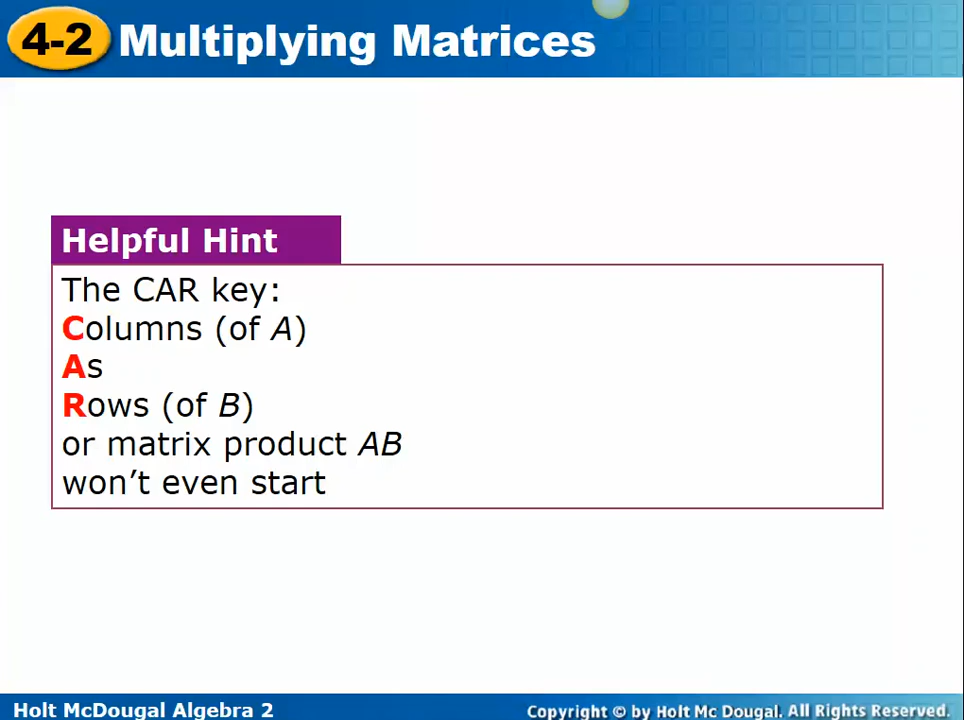 4-2 Multiplying Matrices
Helpful Hint
The CAR key:
Columns (of A)
As
Rows (of B)
or matrix product AB
won’t even start
Holt McDougal Algebra 2
Copyright © by Holt Mc Dougal. All Rights Reserved.